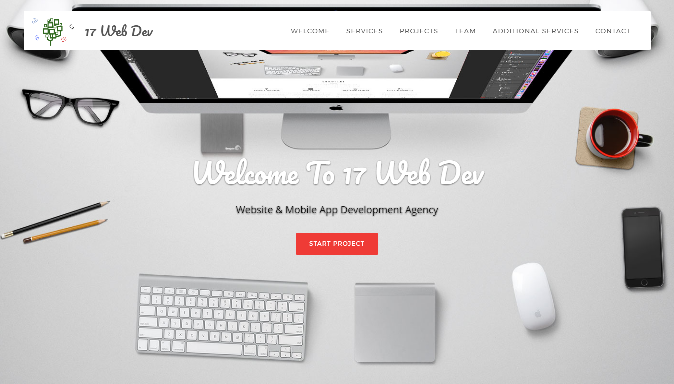 17 Web Dev
WELCOME SERVICES PROJECTS TEAM ADDITIONAL SERVICES CONTACT
Welcome To 17 Web Dev
Website & Mobile App Development Agency
START PROJECT